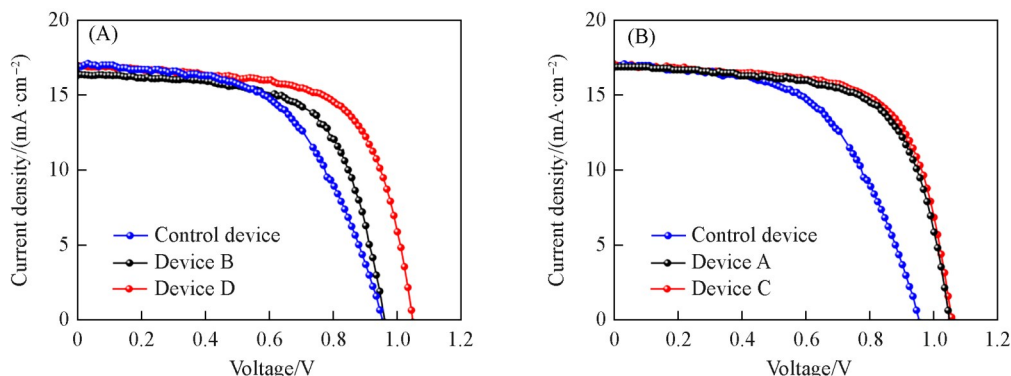 (A)
20
15
10
5
0
Current density/(mA·cm⁻²)
Control device
Device B
Device D
0 0.2 0.4 0.6 0.8 1.0 1.2
Voltage/V
(B)
20
15
10
5
0
Current density/(mA·cm⁻²)
Control device
Device A
Device C
0 0.2 0.4 0.6 0.8 1.0 1.2
Voltage/V